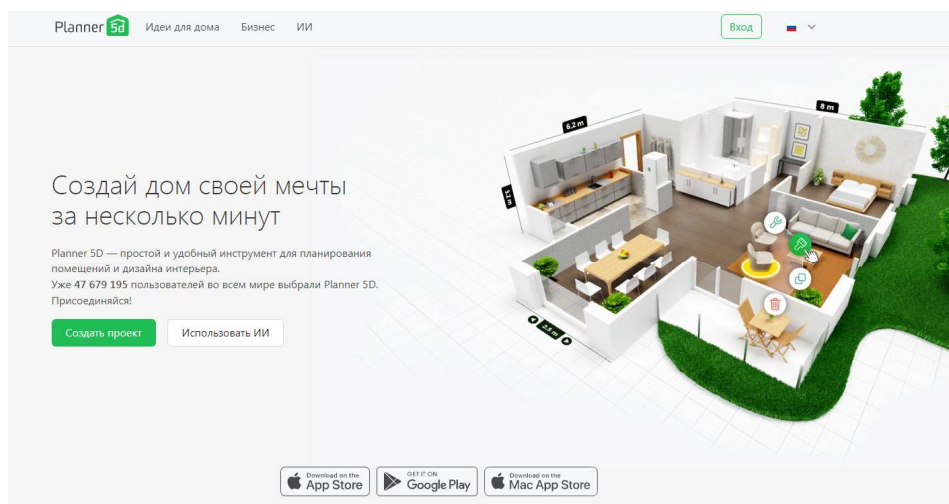 Planner 5d
Идеи для дома
Бизнес
ИИ
Вход
8 m
6.2 m
3.2 m
Создай дом своей мечты
за несколько минут
Planner 5D — простой и удобный инструмент для планирования
помещений и дизайна интерьера.
Уже 47 679 195 пользователей во всем мире выбрали Planner 5D.
Присоединяйся!
2.5 m
Создать проект
Использовать ИИ
Download on the
App Store
GET IT ON
Google Play
Download on the
Mac App Store